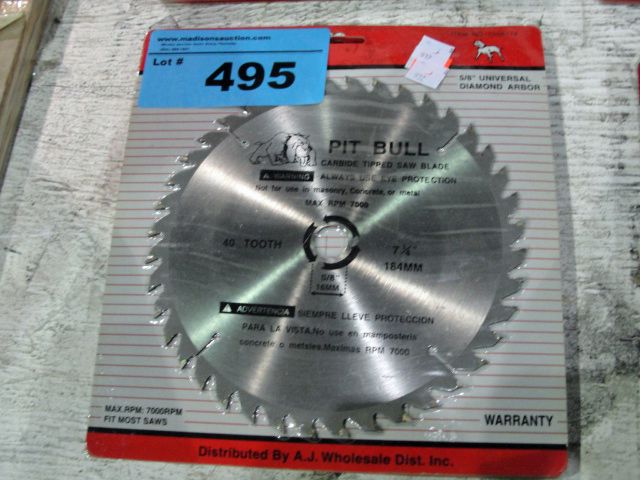 www.madisonsauction.com
Lot #
495
5/8" UNIVERSAL
DIAMOND ARBOR
PIT BULL
CARBIDE TIPPED SAW BLADE
WARNING ALWAYS USE EYE PROTECTION
Not for use in masonry, Concrete, or metal
MAX RPM 7000
40 TOOTH
7¼"
184MM
5/8"
16MM
ADVERTENCIA SIEMPRE LLEVE PROTECCION
PARA LA VISTA.No use en mamposteris
concrete o metsles.Maximas RPM 7000
MAX.RPM: 7000RPM
FIT MOST SAWS
WARRANTY
Distributed By A.J. Wholesale Dist. Inc.